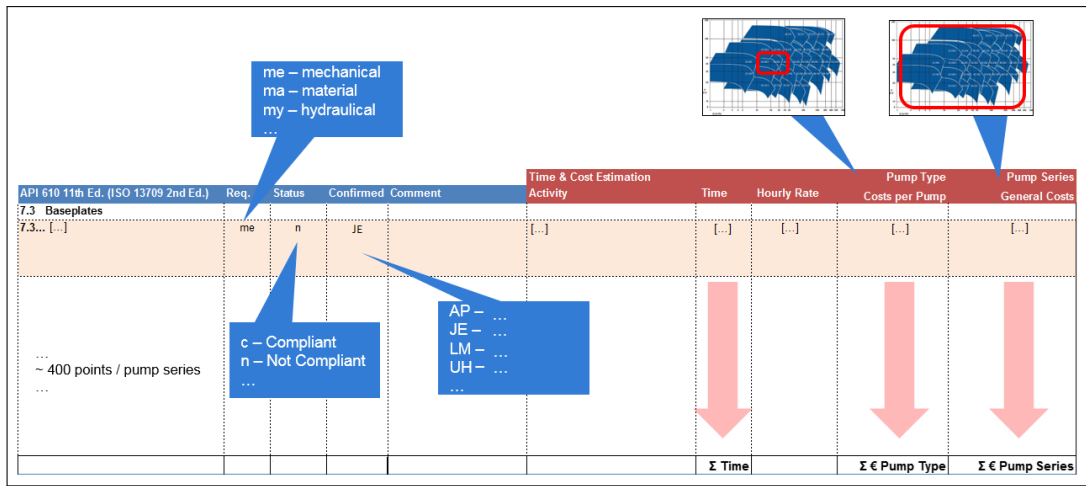 me – mechanical
ma – material
my – hydraulical
…
Time & Cost Estimation
Pump Type
Pump Series
API 610 11th Ed. (ISO 13709 2nd Ed.)
Req.
Status
Confirmed
Comment
Activity
Time
Hourly Rate
Costs per Pump
General Costs
7.3 Baseplates
7.3... […]
me
n
JE
[…]
[…]
[…]
[…]
[…]
c – Compliant
n – Not Compliant
…
AP – …
JE – …
LM – …
UH – …
…
…
~ 400 points / pump series
…
Σ Time
Σ € Pump Type
Σ € Pump Series